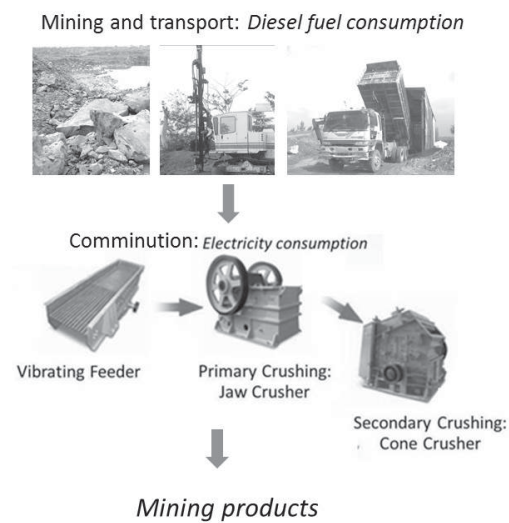 Mining and transport: Diesel fuel consumption
Comminution: Electricity consumption
Vibrating Feeder
Primary Crushing:
Jaw Crusher
Secondary Crushing:
Cone Crusher
Mining products